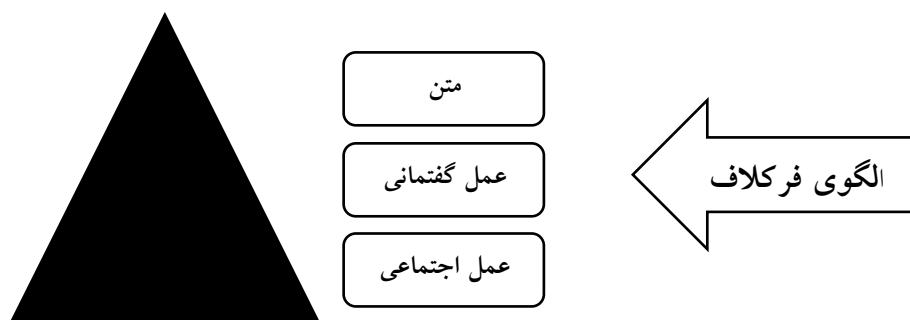 متن
عمل گفتمانی
عمل اجتماعی
الگوی فرکلاف